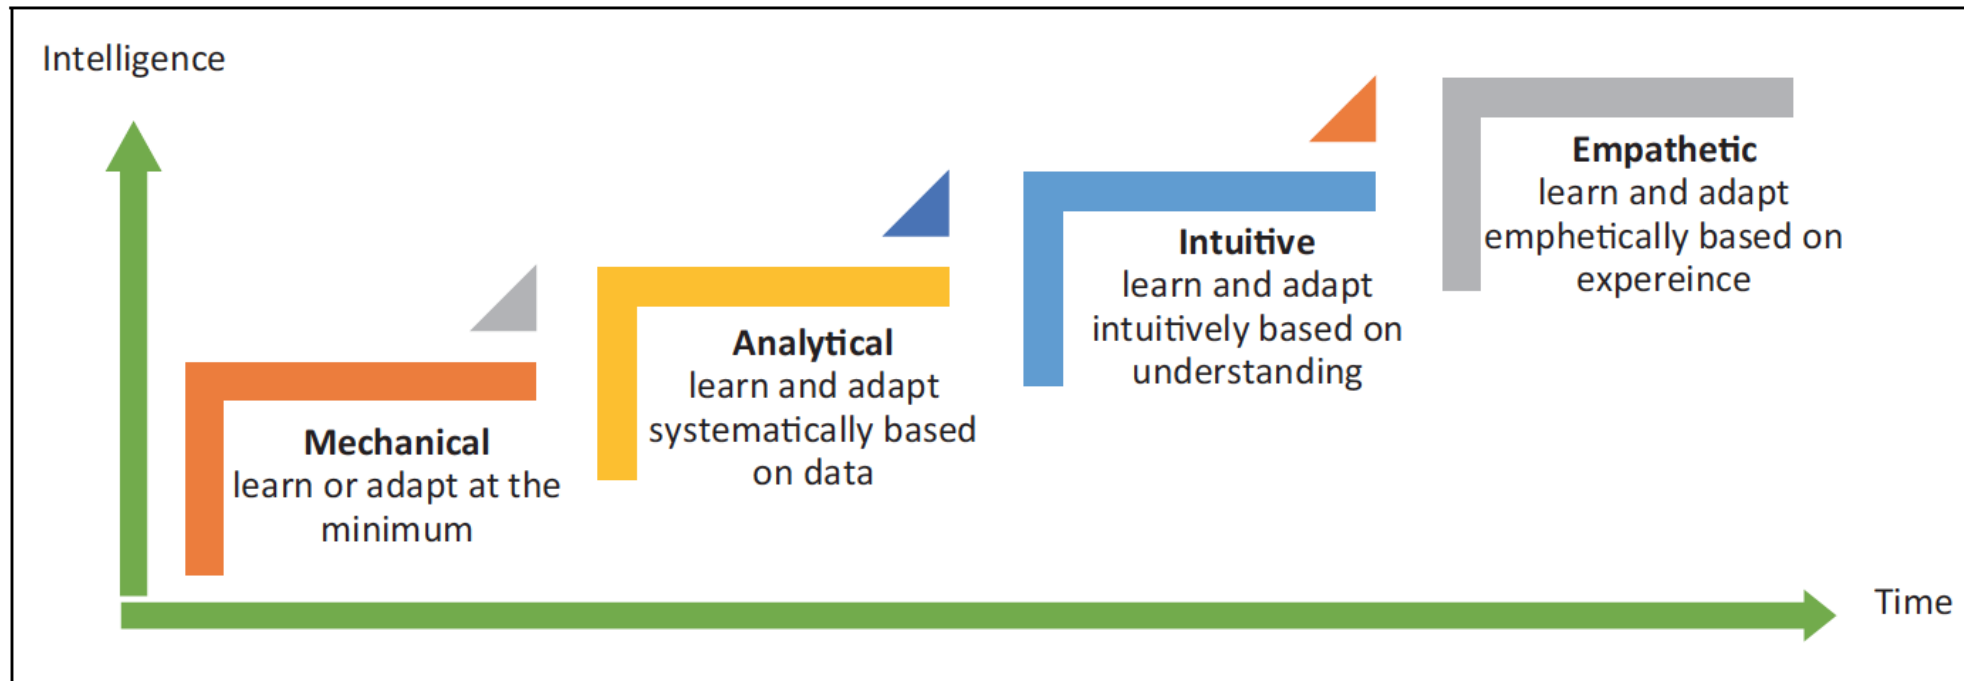 Intelligence
Mechanical
learn or adapt at the
minimum
Analytical
learn and adapt
systematically based
on data
Intuitive
learn and adapt
intuitively based on
understanding
Empathetic
learn and adapt
emphetically based on
expereince
Time